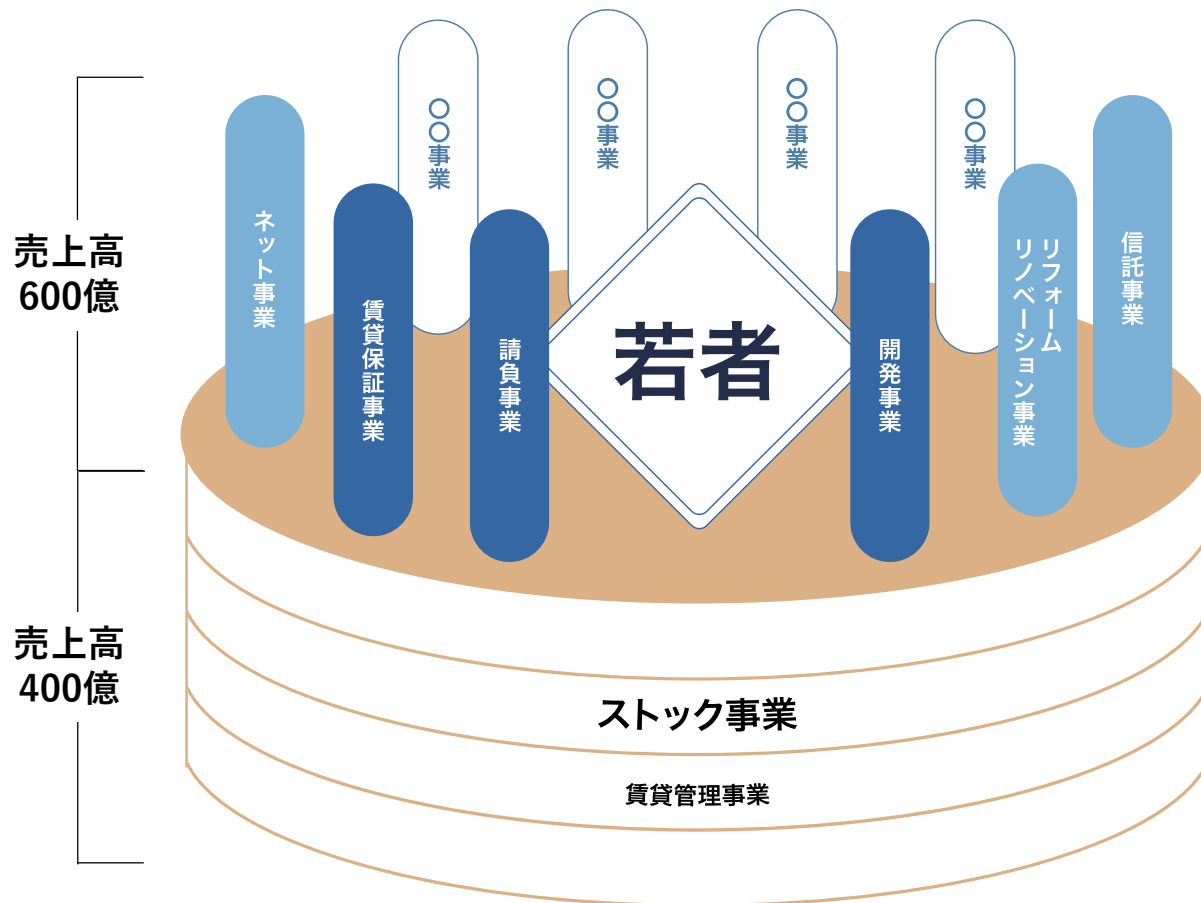 売上高
600億
売上高
400億
ネット事業
賃貸保証事業
〇〇事業
請負事業
〇〇事業
若者
〇〇事業
開発事業
〇〇事業
リフォーム
リノベーション事業
信託事業
ストック事業
賃貸管理事業